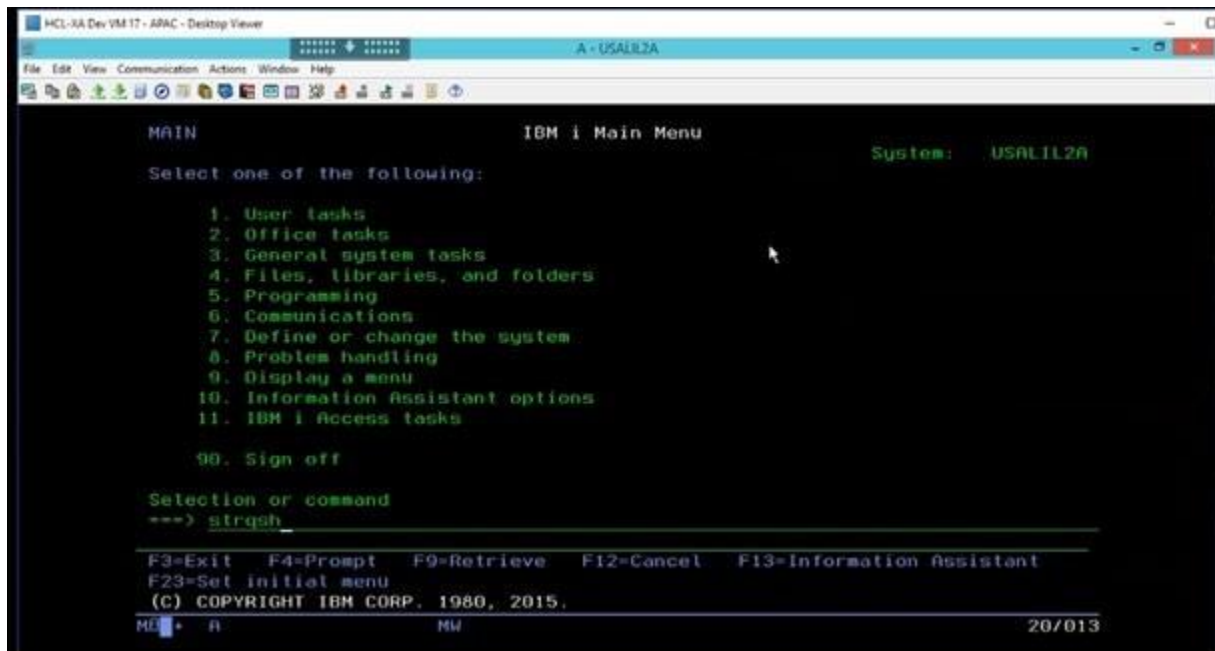 HCL-XA Dev VM 17 - APAC - Desktop Viewer
A - USALIL2A
File Edit View Communication Actions Window Help
MAIN IBM i Main Menu
System: USALIL2A
Select one of the following:
1. User tasks
2. Office tasks
3. General system tasks
4. Files, libraries, and folders
5. Programming
6. Communications
7. Define or change the system
8. Problem handling
9. Display a menu
10. Information Assistant options
11. IBM i Access tasks
90. Sign off
Selection or command
===> strqsh_
F3=Exit F4=Prompt F9=Retrieve F12=Cancel F13=Information Assistant
F23=Set initial menu
(C) COPYRIGHT IBM CORP. 1980, 2015.
A MW 20/013